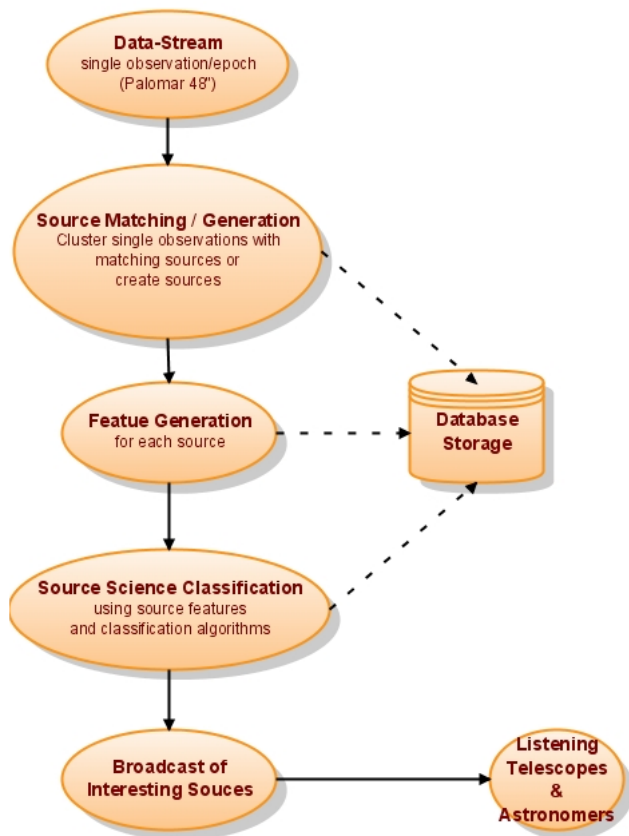 Data-Stream
single observation/epoch
(Palomar 48")
Source Matching / Generation
Cluster single observations with
matching sources or
create sources
Featue Generation
for each source
Database
Storage
Source Science Classification
using source features
and classification algorithms
Broadcast of
Interesting Souces
Listening
Telescopes
&
Astronomers